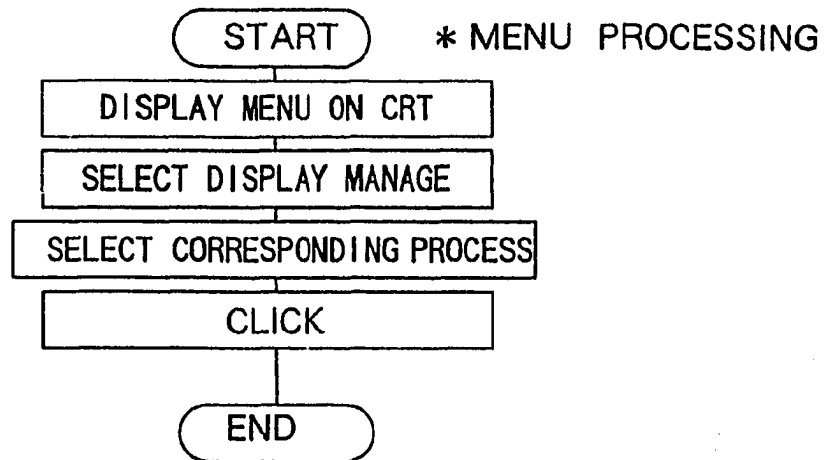 START
* MENU PROCESSING
DISPLAY MENU ON CRT
SELECT DISPLAY MANAGE
SELECT CORRESPONDING PROCESS
CLICK
END